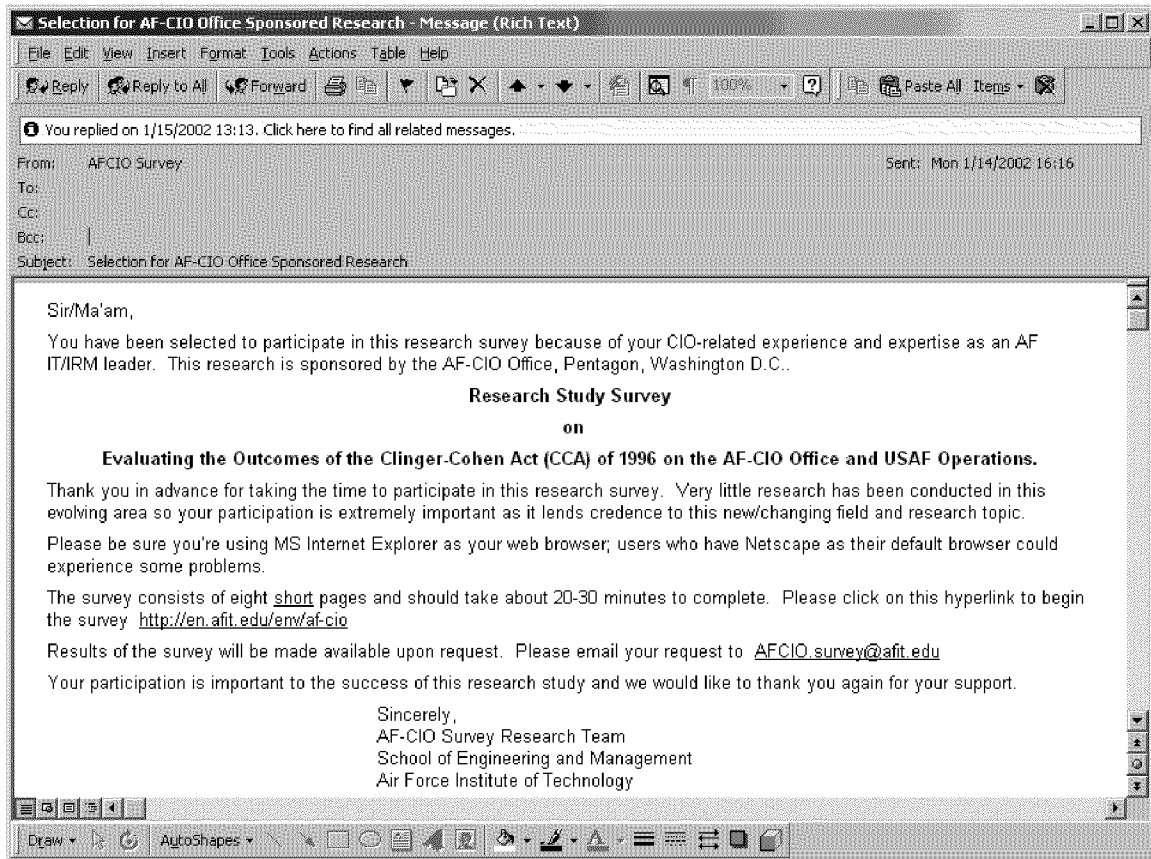 Selection for AF-CIO Office Sponsored Research - Message (Rich Text)
File Edit View Insert Format Tools Actions Table Help
Reply Reply to All Forward 100% Paste All Items
You replied on 1/15/2002 13:13. Click here to find all related messages.
From: AFCIO Survey Sent: Mon 1/14/2002 16:16
To:
Cc:
Bcc:
Subject: Selection for AF-CIO Office Sponsored Research
Sir/Ma'am,
You have been selected to participate in this research survey because of your CIO-related experience and expertise as an AF
IT/IRM leader. This research is sponsored by the AF-CIO Office, Pentagon, Washington D.C..
Research Study Survey
on
Evaluating the Outcomes of the Clinger-Cohen Act (CCA) of 1996 on the AF-CIO Office and USAF Operations.
Thank you in advance for taking the time to participate in this research survey. Very little research has been conducted in this
evolving area so your participation is extremely important as it lends credence to this new/changing field and research topic.
Please be sure you're using MS Internet Explorer as your web browser; users who have Netscape as their default browser could
experience some problems.
The survey consists of eight short pages and should take about 20-30 minutes to complete. Please click on this hyperlink to begin
the survey http://en.afit.edu/env/af-cio
Results of the survey will be made available upon request. Please email your request to AFCIO.survey@afit.edu
Your participation is important to the success of this research study and we would like to thank you again for your support.
Sincerely,
AF-CIO Survey Research Team
School of Engineering and Management
Air Force Institute of Technology
Draw AutoShapes